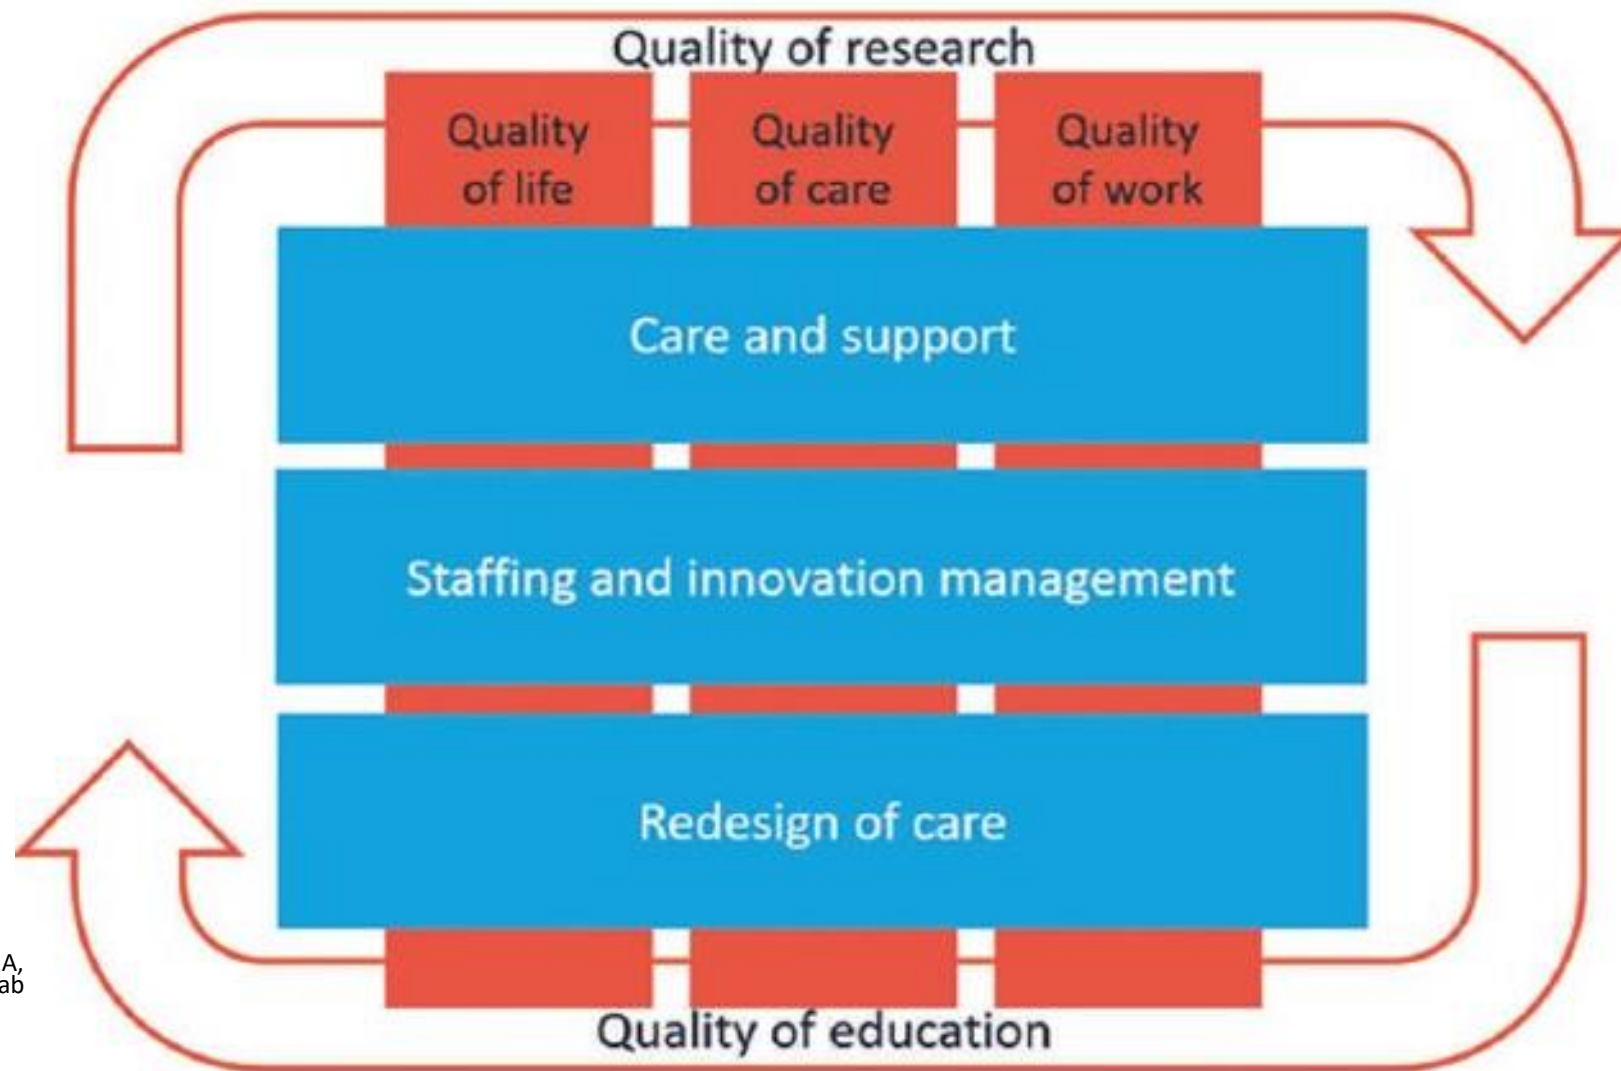 Quality of research
Quality
of life
Quality
of care
Quality
of work
Care and support
Staffing and innovation management
Redesign of care
A,
ab
Quality of education